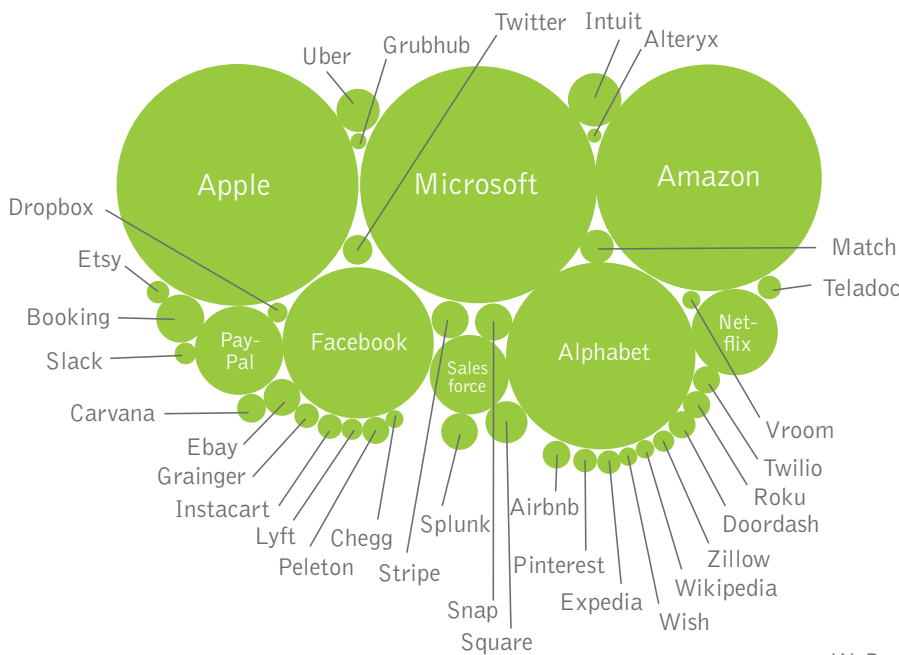 Twitter
Intuit
Alteryx
Grubhub
Uber
Apple
Microsoft
Amazon
Dropbox
Match
Etsy
Teladoc
Booking
Pay-
Pal
Facebook
Alphabet
Net-
flix
Slack
Sales
force
Carvana
Vroom
Ebay
Twilio
Grainger
Roku
Instacart
Airbnb
Doordash
Lyft
Chegg
Splunk
Peleton
Stripe
Pinterest
Zillow
Wikipedia
Snap
Expedia
Wish
Square